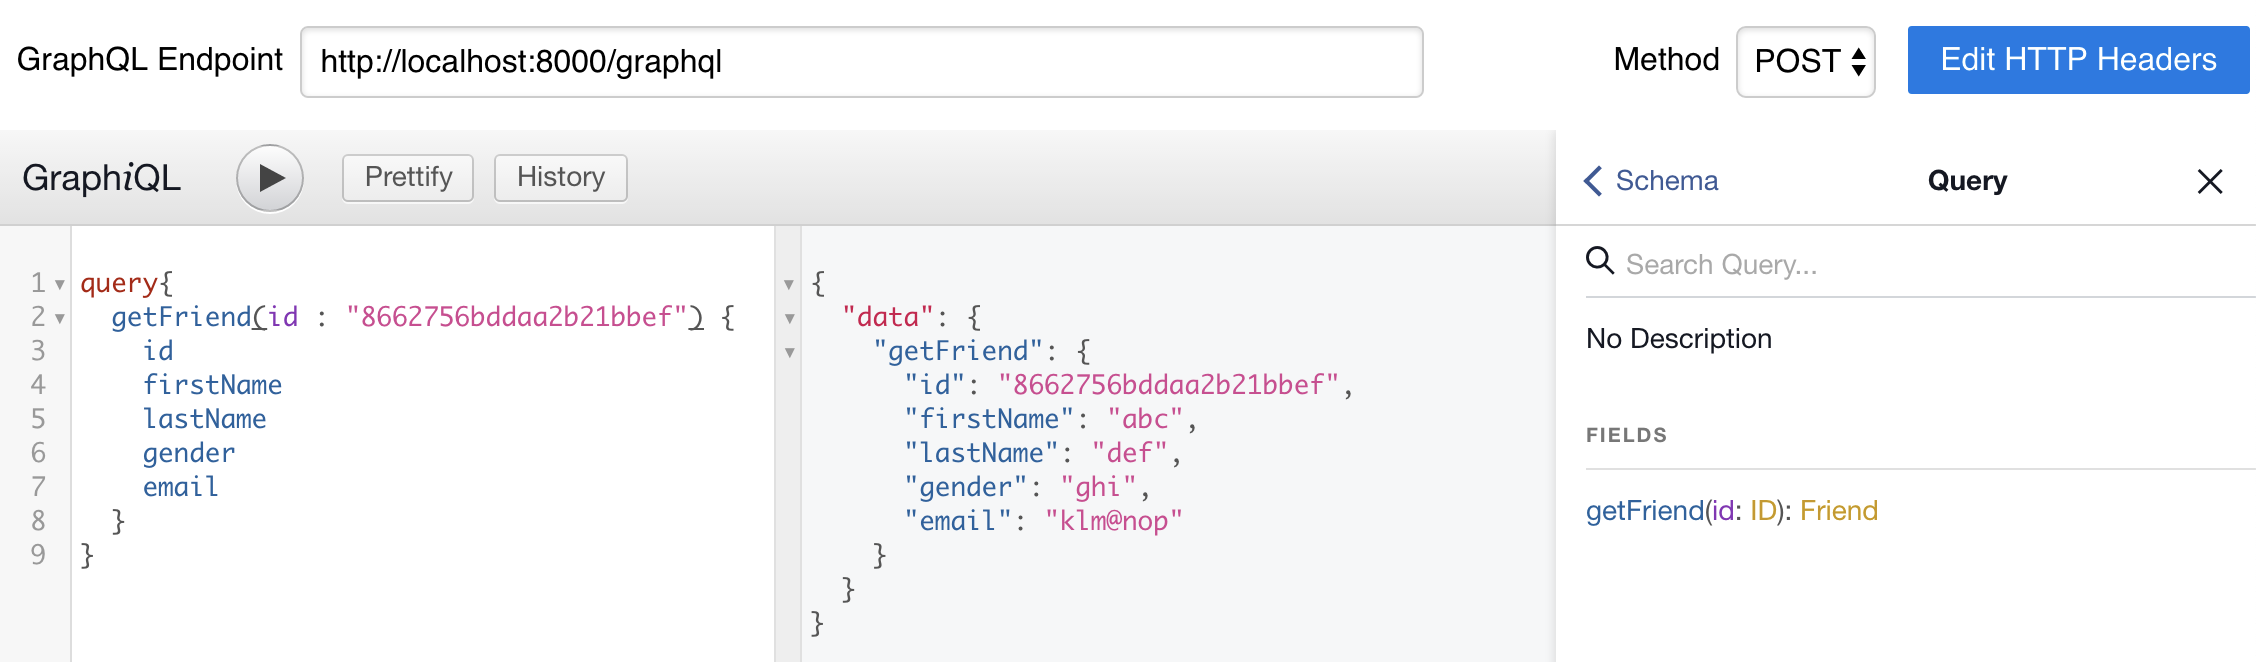 GraphQL Endpoint http://localhost:8000/graphql Method POST Edit HTTP Headers
GraphiQL Prettify History
1 query{
2 getFriend(id : "8662756bddaa2b21bbef") {
3 id
4 firstName
5 lastName
6 gender
7 email
8 }
9 }
{
"data": {
"getFriend": {
"id": "8662756bddaa2b21bbef",
"firstName": "abc",
"lastName": "def",
"gender": "ghi",
"email": "klm@nop"
}
}
}
Schema Query
Search Query...
No Description
FIELDS
getFriend(id: ID): Friend